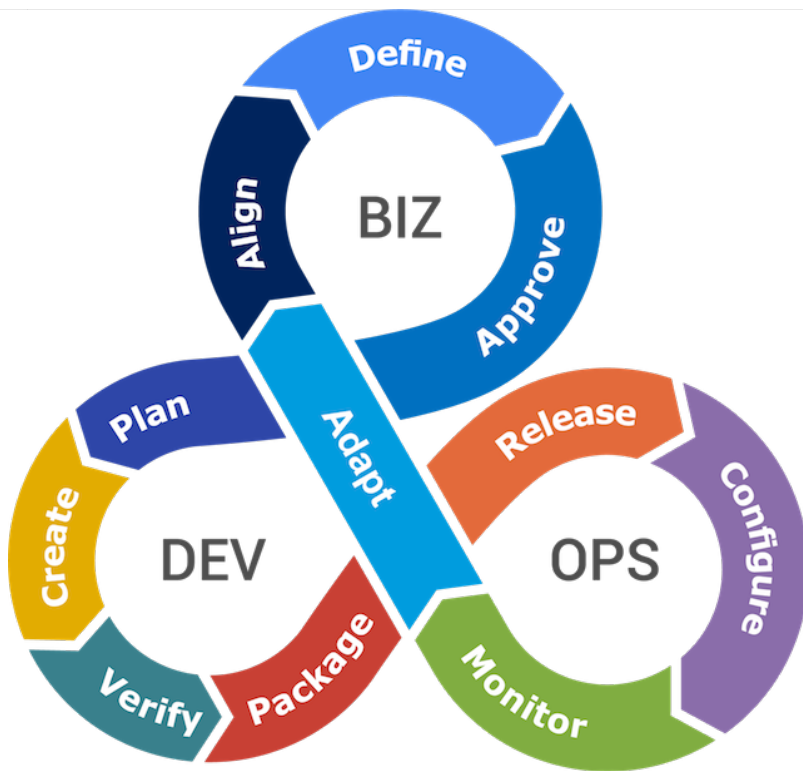 Define
Align
BIZ
Approve
Adapt
Plan
Create
DEV
Verify
Package
Release
Configure
OPS
Monitor